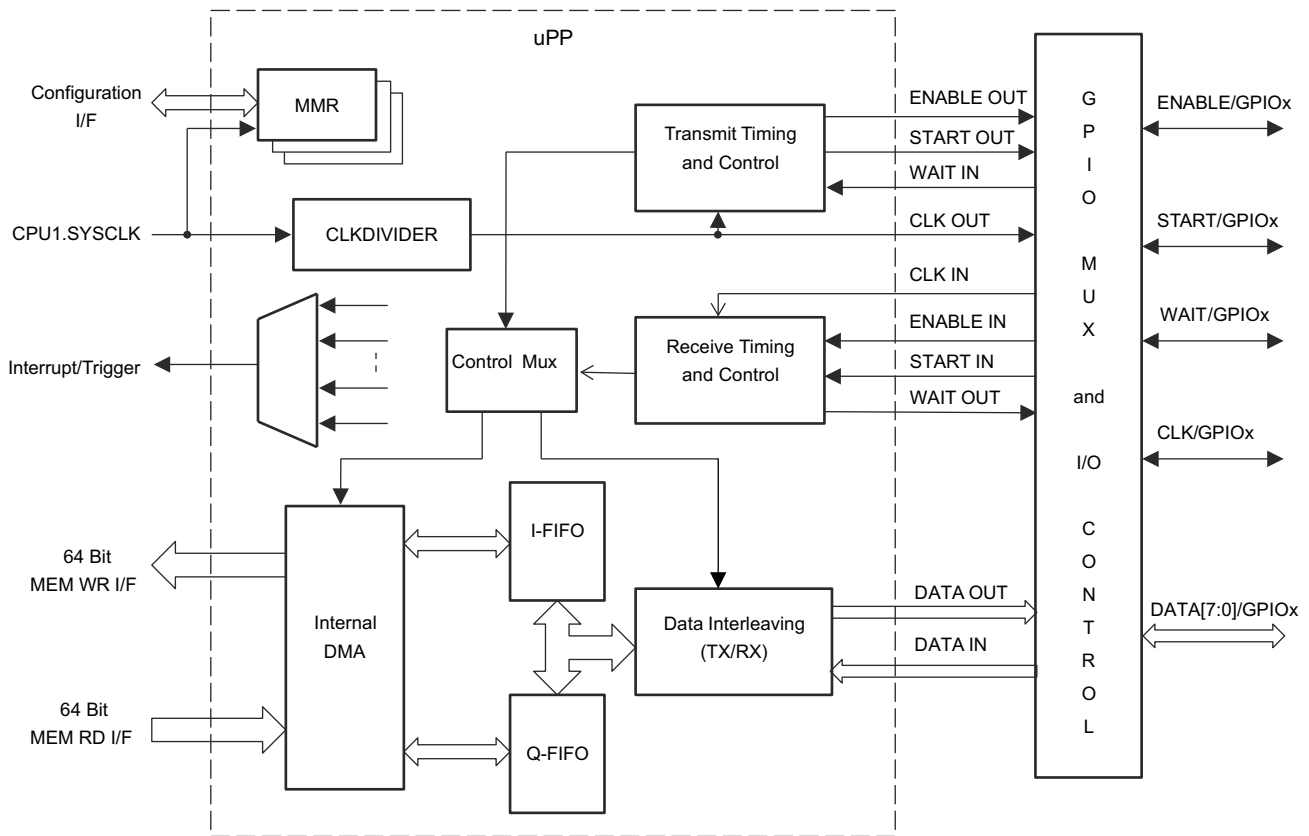 uPP
Configuration
I/F
MMR
CPU1.SYSCLK
CLKDIVIDER
Transmit Timing
and Control
ENABLE OUT
START OUT
WAIT IN
CLK OUT
CLK IN
ENABLE IN
START IN
WAIT OUT
Interrupt/Trigger
Control Mux
Receive Timing
and Control
64 Bit
MEM WR I/F
64 Bit
MEM RD I/F
Internal
DMA
I-FIFO
Q-FIFO
Data Interleaving
(TX/RX)
DATA OUT
DATA IN
G
P
I
O
M
U
X
and
I/O
C
O
N
T
R
O
L
ENABLE/GPIOx
START/GPIOx
WAIT/GPIOx
CLK/GPIOx
DATA[7:0]/GPIOx